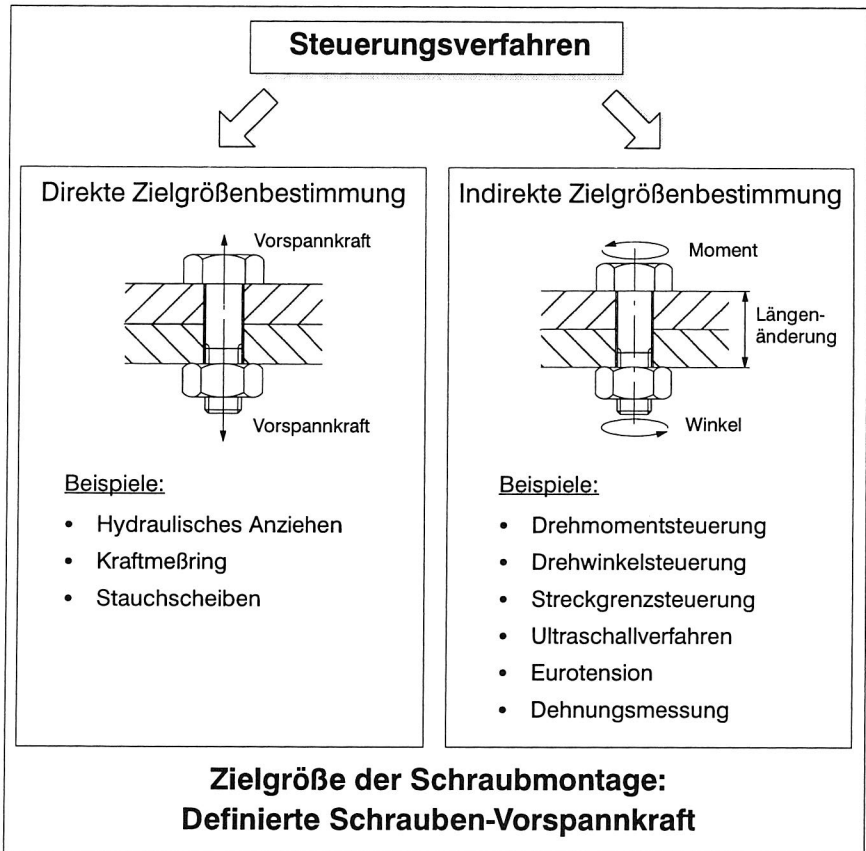 Steuerungsverfahren
Direkte Zielgrößenbestimmung
Vorspannkraft
Vorspannkraft
Beispiele:
• Hydraulisches Anziehen
• Kraftmeßring
• Stauchscheiben
Indirekte Zielgrößenbestimmung
Moment
Längen-
änderung
Winkel
Beispiele:
• Drehmomentsteuerung
• Drehwinkelsteuerung
• Streckgrenzsteuerung
• Ultraschallverfahren
• Eurotension
• Dehnungsmessung
Zielgröße der Schraubmontage:
Definierte Schrauben-Vorspannkraft